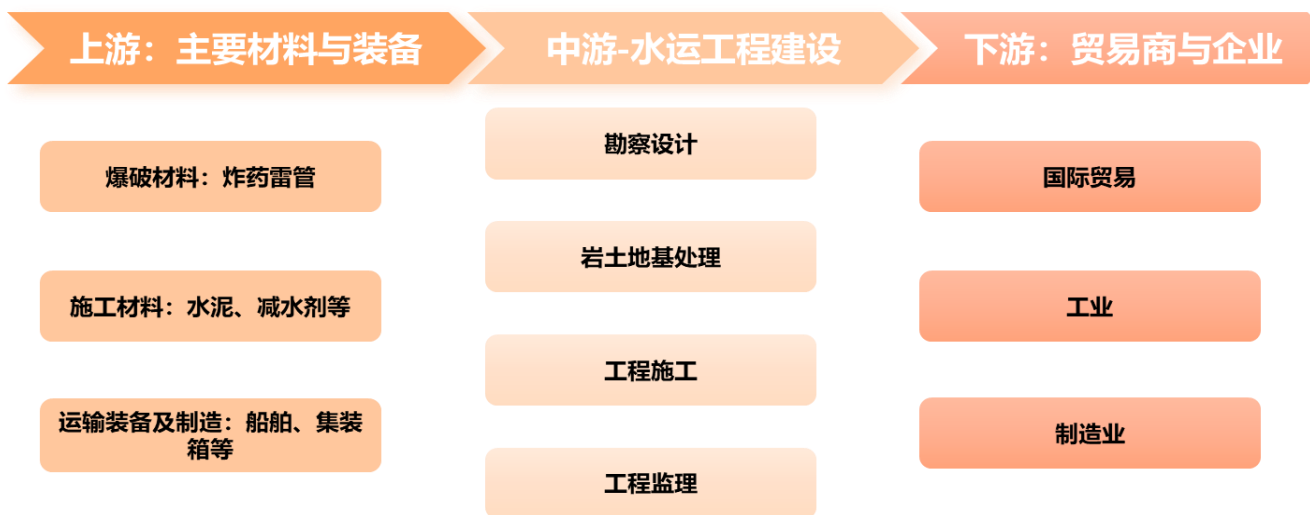 上游：主要材料与装备
中游-水运工程建设
下游：贸易商与企业
爆破材料：炸药雷管
施工材料：水泥、减水剂等
运输装备及制造：船舶、集装
箱等
勘察设计
岩土地基处理
工程施工
工程监理
国际贸易
工业
制造业